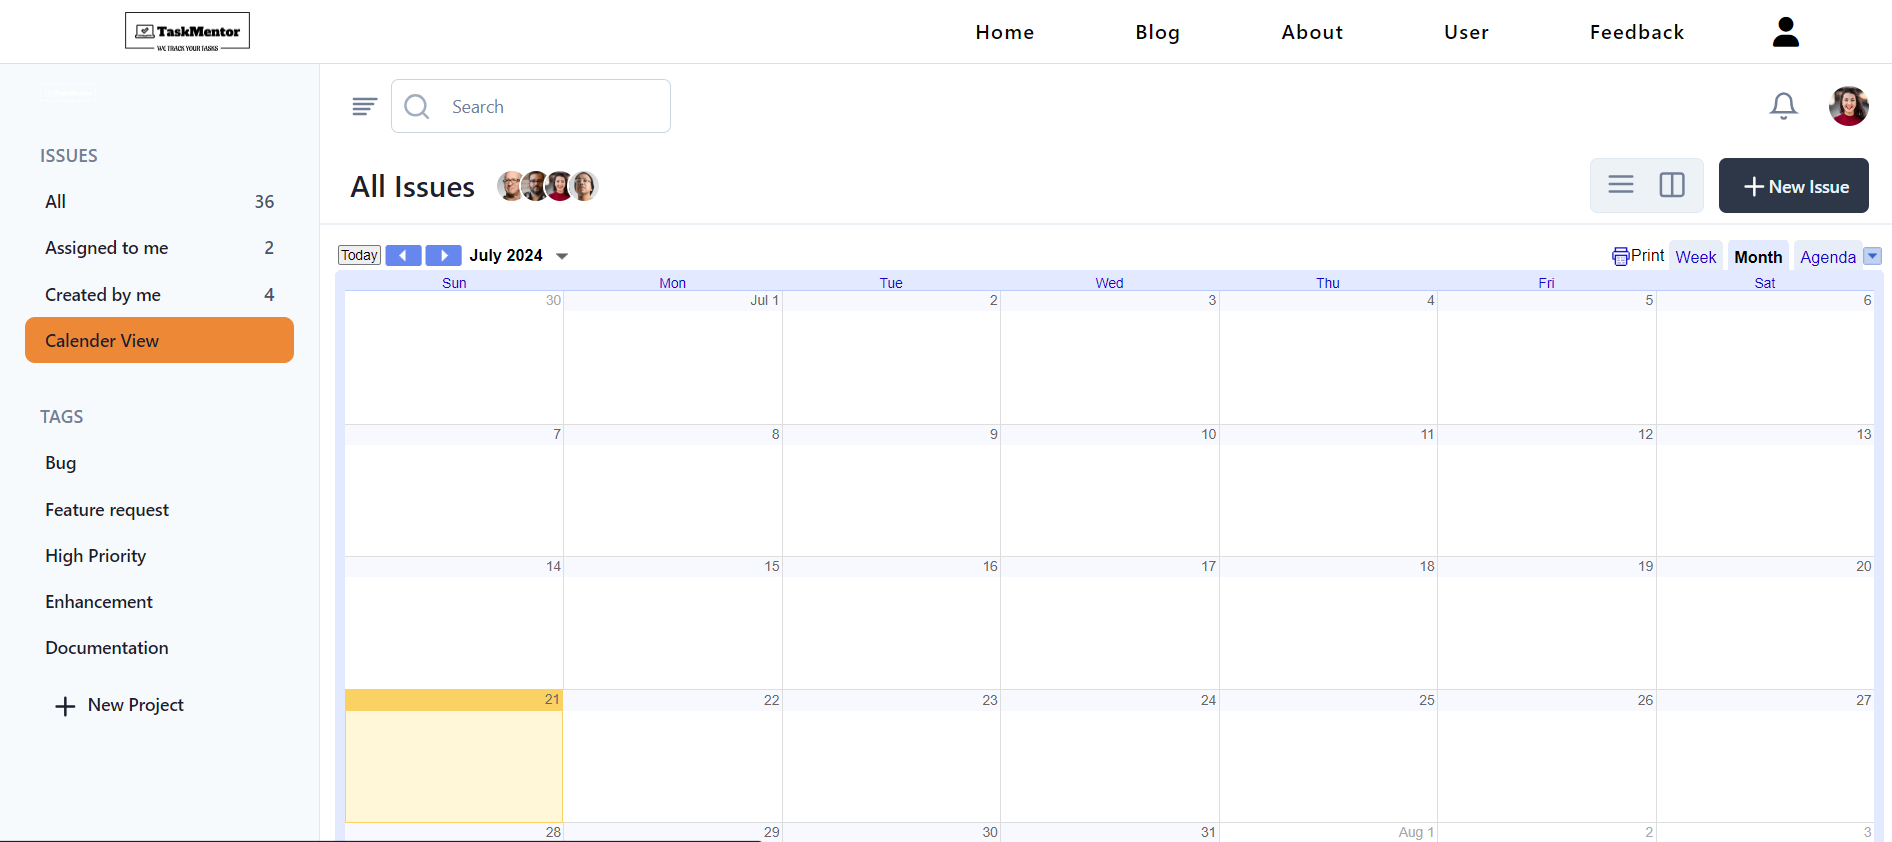 TaskMentor
WE TRACK YOUR TASKS
Home Blog About User Feedback
Search
ISSUES
All 36
Assigned to me 2
Created by me 4
Calender View
TAGS
Bug
Feature request
High Priority
Enhancement
Documentation
New Project
All Issues
New Issue
Today July 2024 Print Week Month Agenda
Sun Mon Tue Wed Thu Fri Sat
30 Jul 1 2 3 4 5 6
7 8 9 10 11 12 13
14 15 16 17 18 19 20
21 22 23 24 25 26 27
28 29 30 31 Aug 1 2 3